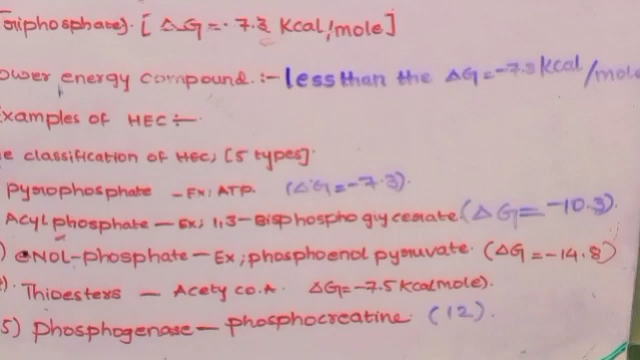 triphosphate). [ ΔG = - 7.3 Kcal/mole]
ower energy compound :- less than the ΔG = -7.3 Kcal/mole
xamples of HEC :-
e classification of HEC, [5 types].
pyrophosphate - Ex: ATP. (ΔG = -7.3).
Acyl phosphate - Ex; 1,3-Bisphospho glycerate. (ΔG = -10.3).
) eNol-phosphate - Ex; phosphoenol pyruvate. (ΔG = -14.8)
). Thioesters - Acety co.A. ΔG = -7.5 Kcalmole).
5) Phosphogenase - phosphocreatine. (12).